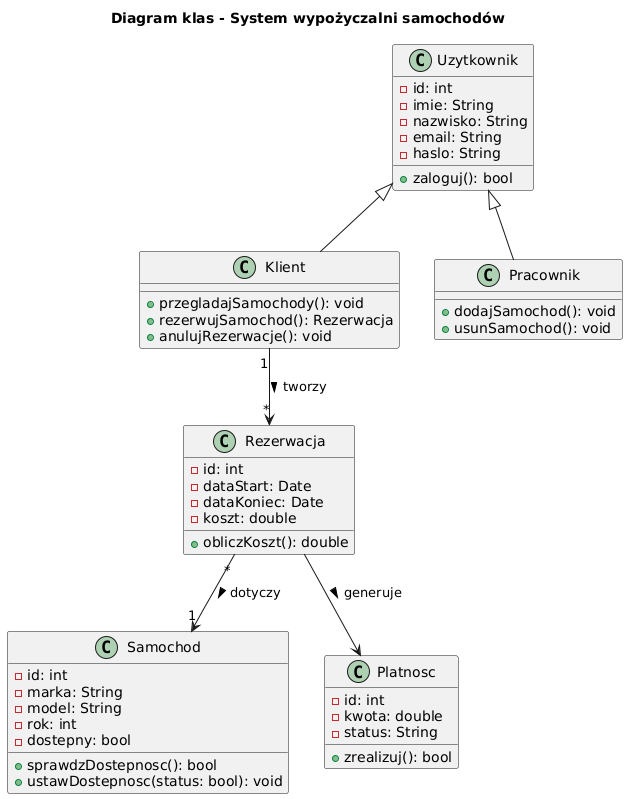 Diagram klas - System wypożyczalni samochodów
C Uzytkownik
id: int
imie: String
nazwisko: String
email: String
haslo: String
zaloguj(): bool
C Klient
przegladajSamochody(): void
rezerwujSamochod(): Rezerwacja
anulujRezerwacje(): void
C Pracownik
dodajSamochod(): void
usunSamochod(): void
1
tworzy
*
C Rezerwacja
id: int
dataStart: Date
dataKoniec: Date
koszt: double
obliczKoszt(): double
*
dotyczy
1
generuje
C Samochod
id: int
marka: String
model: String
rok: int
dostepny: bool
sprawdzDostepnosc(): bool
ustawDostepnosc(status: bool): void
C Platnosc
id: int
kwota: double
status: String
zrealizuj(): bool